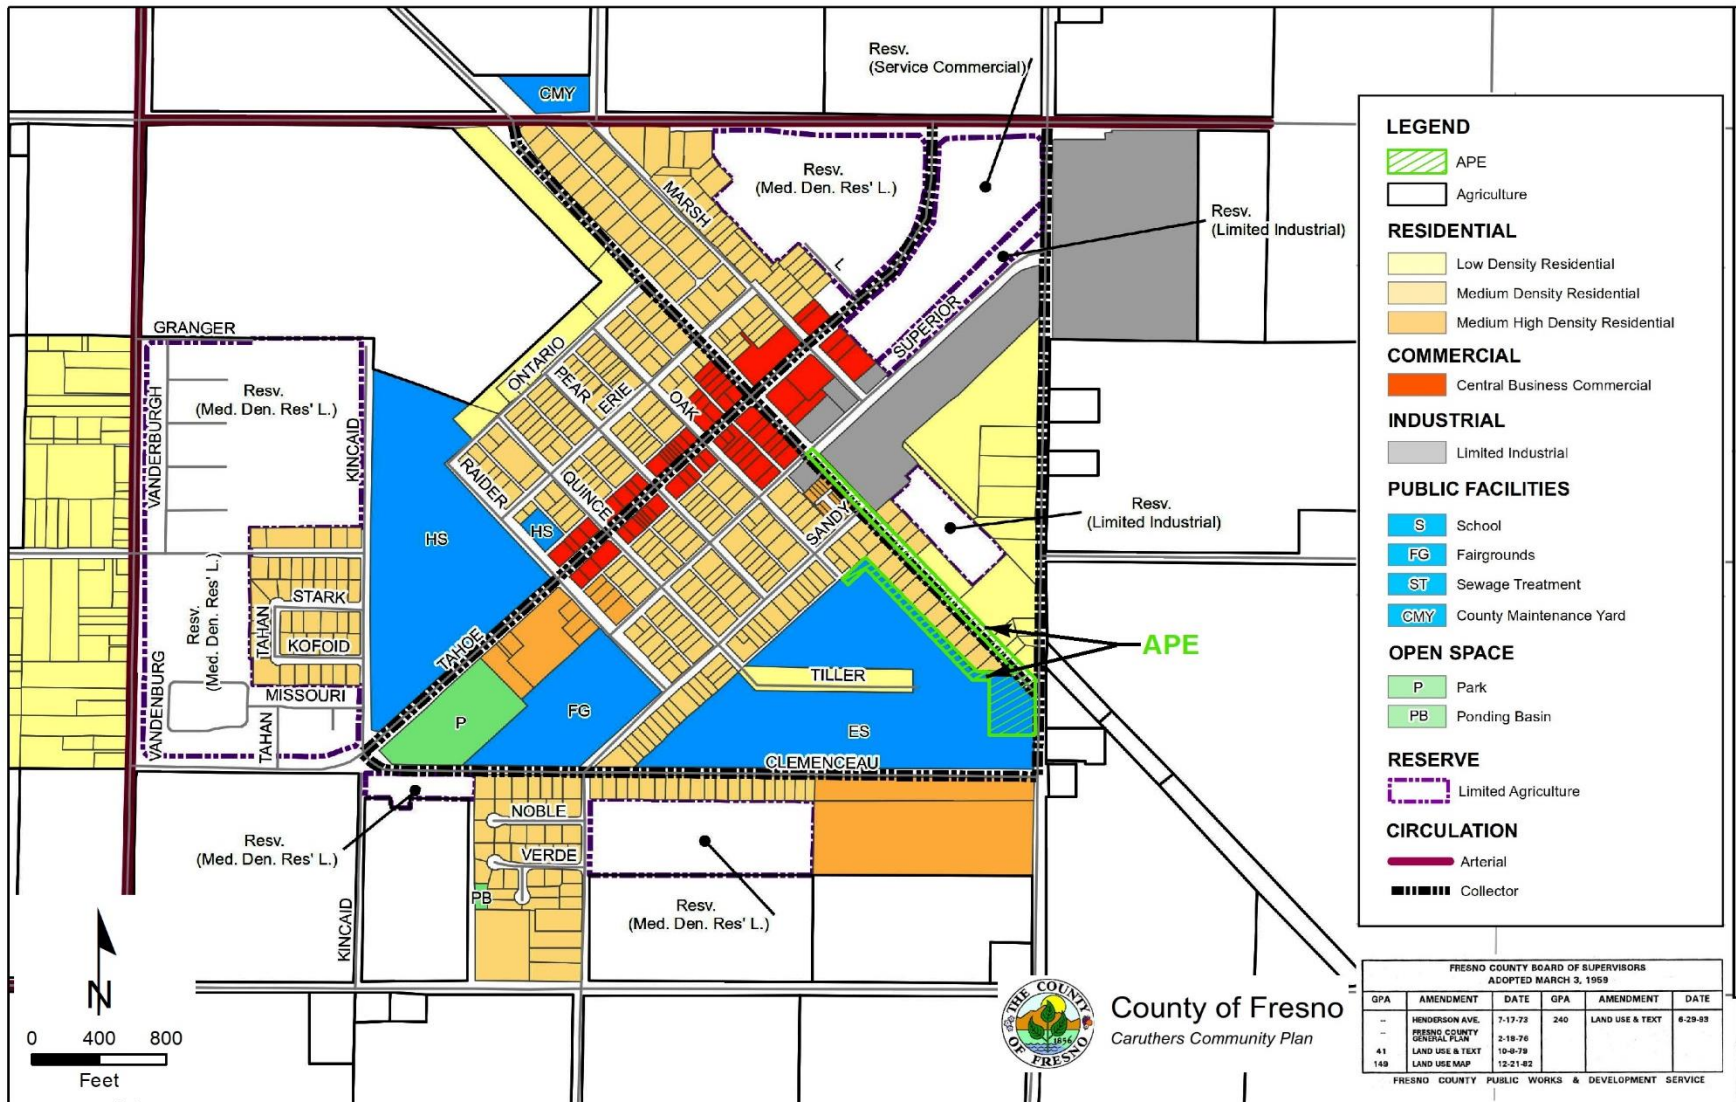 CMY
Resv.
(Service Commercial)
Resv.
(Med. Den. Res' L.)
MARSH
L
Resv.
(Limited Industrial)
SUPERIOR
GRANGER
ONTARIO
PEAR
ERIE
OAK
VANDERBURGH
Resv.
(Med. Den. Res' L.)
KINCAID
RAIDER
QUINCE
HS
HS
SANDY
Resv.
(Limited Industrial)
Resv.
(Med. Den. Res' L.)
STARK
TAHAN
KOFOID
MISSOURI
VANDENBURG
TAHAN
TAHOE
P
FG
TILLER
ES
APE
CLEMENCEAU
NOBLE
VERDE
PB
Resv.
(Med. Den. Res' L.)
KINCAID
Resv.
(Med. Den. Res' L.)
N
0 400 800
Feet
THE COUNTY
OF FRESNO
1856
County of Fresno
Caruthers Community Plan
LEGEND
APE
Agriculture
RESIDENTIAL
Low Density Residential
Medium Density Residential
Medium High Density Residential
COMMERCIAL
Central Business Commercial
INDUSTRIAL
Limited Industrial
PUBLIC FACILITIES
S School
FG Fairgrounds
ST Sewage Treatment
CMY County Maintenance Yard
OPEN SPACE
P Park
PB Ponding Basin
RESERVE
Limited Agriculture
CIRCULATION
Arterial
Collector
FRESNO COUNTY BOARD OF SUPERVISORS
ADOPTED MARCH 3, 1959
GPA AMENDMENT DATE GPA AMENDMENT DATE
-- HENDERSON AVE. 7-17-73 240 LAND USE & TEXT 6-29-83
-- FRESNO COUNTY
GENERAL PLAN 2-18-76
41 LAND USE & TEXT 10-8-79
149 LAND USE MAP 12-21-82
FRESNO COUNTY PUBLIC WORKS & DEVELOPMENT SERVICE